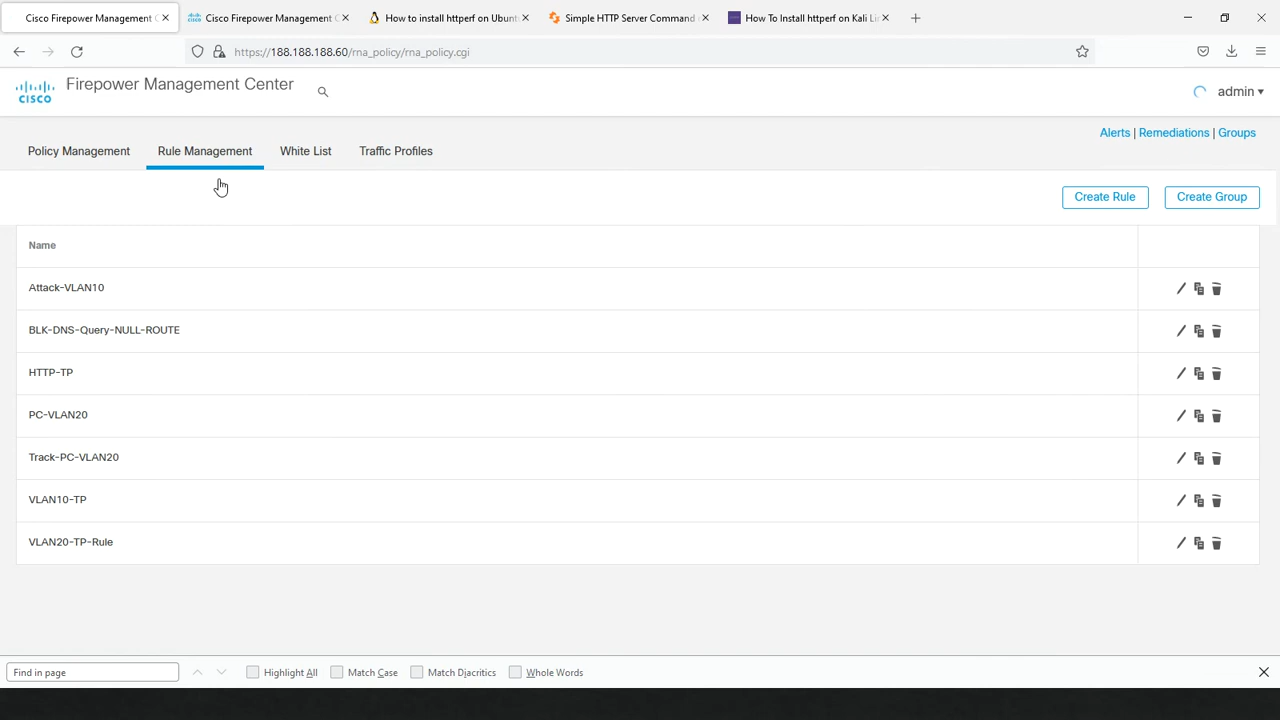 Cisco Firepower Management C
Cisco Firepower Management C
How to install httperf on Ubunt
Simple HTTP Server Command
How To Install httperf on Kali Li
https://188.188.188.60/rna_policy/rna_policy.cgi
CISCO
Firepower Management Center
admin
Alerts | Remediations | Groups
Policy Management
Rule Management
White List
Traffic Profiles
Create Rule
Create Group
Name
Attack-VLAN10
BLK-DNS-Query-NULL-ROUTE
HTTP-TP
PC-VLAN20
Track-PC-VLAN20
VLAN10-TP
VLAN20-TP-Rule
Find in page
Highlight All
Match Case
Match Diacritics
Whole Words